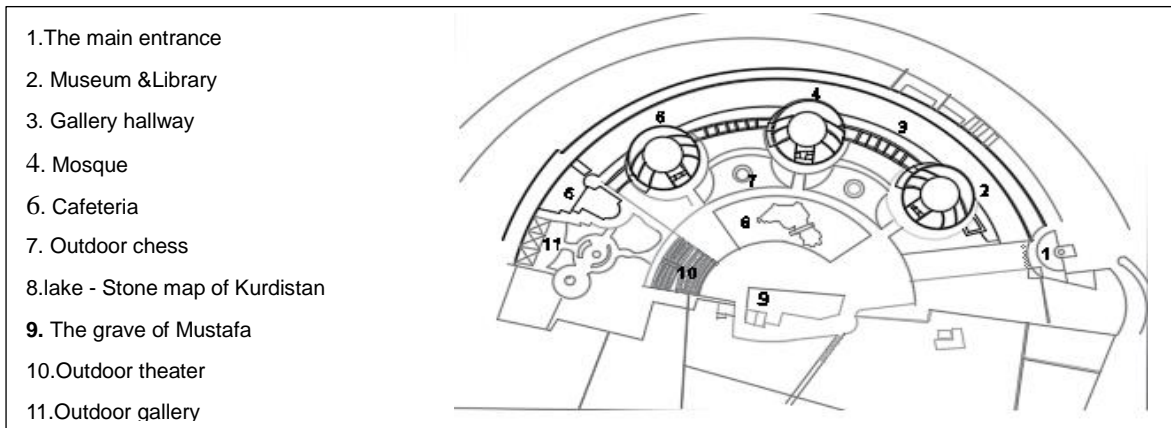 1.The main entrance
2. Museum &Library
3. Gallery hallway
4. Mosque
6. Cafeteria
7. Outdoor chess
8.lake - Stone map of Kurdistan
9. The grave of Mustafa
10.Outdoor theater
11.Outdoor gallery
4
6
3
7
2
5
8
11
1
10
9